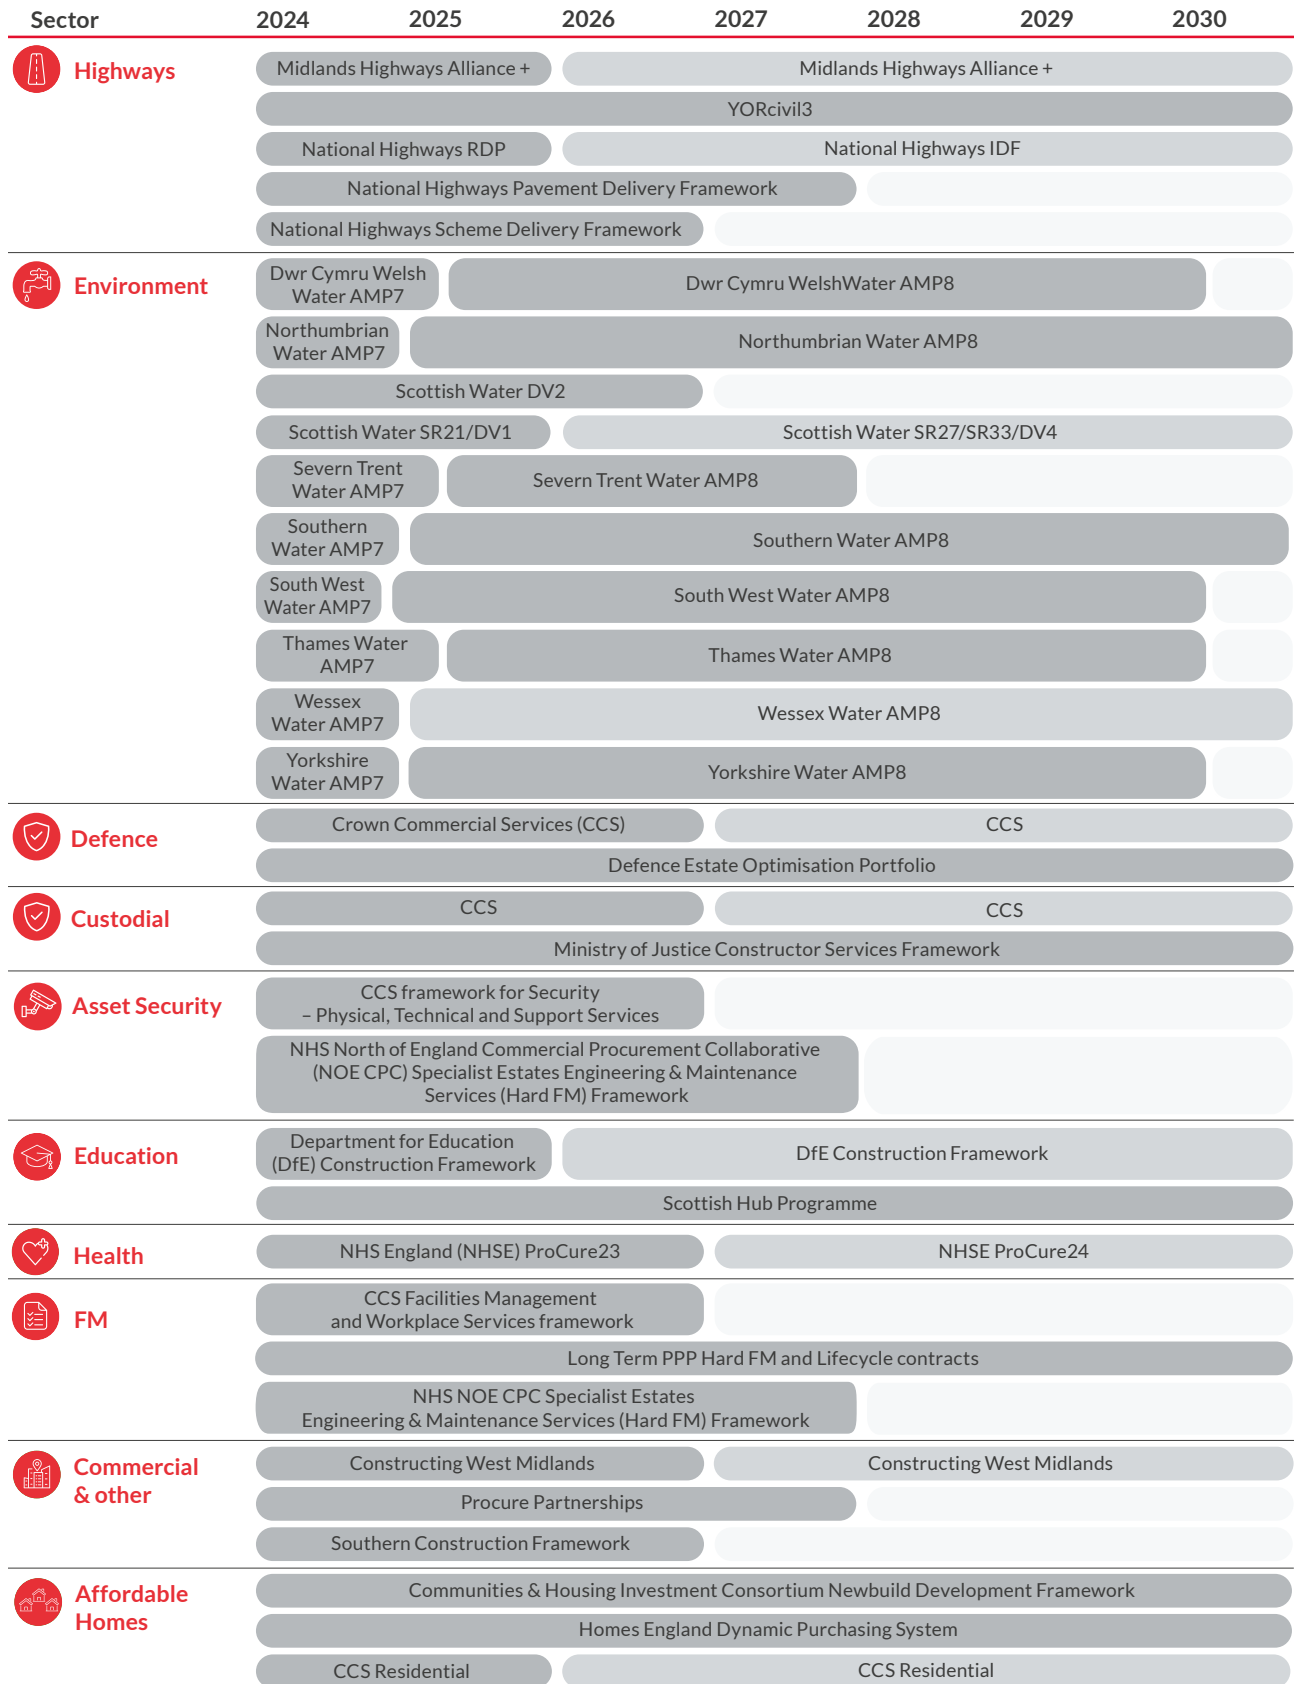 Sector 2024 2025 2026 2027 2028 2029 2030
Highways
Midlands Highways Alliance + Midlands Highways Alliance +
YORcivil3
National Highways RDP National Highways IDF
National Highways Pavement Delivery Framework
National Highways Scheme Delivery Framework
Environment
Dwr Cymru Welsh
Water AMP7
Dwr Cymru WelshWater AMP8
Northumbrian
Water AMP7
Northumbrian Water AMP8
Scottish Water DV2
Scottish Water SR21/DV1 Scottish Water SR27/SR33/DV4
Severn Trent
Water AMP7
Severn Trent Water AMP8
Southern
Water AMP7
Southern Water AMP8
South West
Water AMP7
South West Water AMP8
Thames Water
AMP7
Thames Water AMP8
Wessex
Water AMP7
Wessex Water AMP8
Yorkshire
Water AMP7
Yorkshire Water AMP8
Defence
Crown Commercial Services (CCS) CCS
Defence Estate Optimisation Portfolio
Custodial
CCS CCS
Ministry of Justice Constructor Services Framework
Asset Security
CCS framework for Security
– Physical, Technical and Support Services
NHS North of England Commercial Procurement Collaborative
(NOE CPC) Specialist Estates Engineering & Maintenance
Services (Hard FM) Framework
Education
Department for Education
(DfE) Construction Framework
DfE Construction Framework
Scottish Hub Programme
Health
NHS England (NHSE) ProCure23 NHSE ProCure24
FM
CCS Facilities Management
and Workplace Services framework
Long Term PPP Hard FM and Lifecycle contracts
NHS NOE CPC Specialist Estates
Engineering & Maintenance Services (Hard FM) Framework
Commercial
& other
Constructing West Midlands Constructing West Midlands
Procure Partnerships
Southern Construction Framework
Affordable
Homes
Communities & Housing Investment Consortium Newbuild Development Framework
Homes England Dynamic Purchasing System
CCS Residential CCS Residential